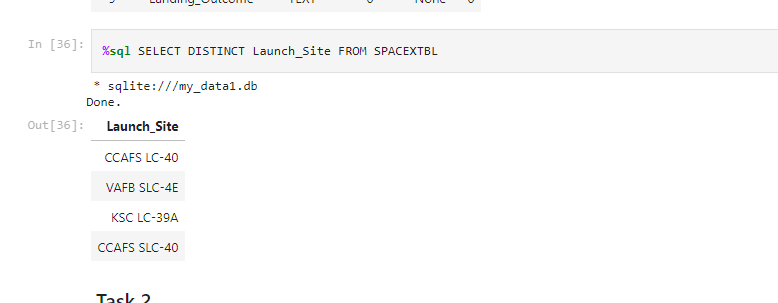 9 Landing_Outcome TEXT 0 None 0
In [36]: %sql SELECT DISTINCT Launch_Site FROM SPACEXTBL
* sqlite:///my_data1.db
Done.
Out[36]: Launch_Site
CCAFS LC-40
VAFB SLC-4E
KSC LC-39A
CCAFS SLC-40
Task 2